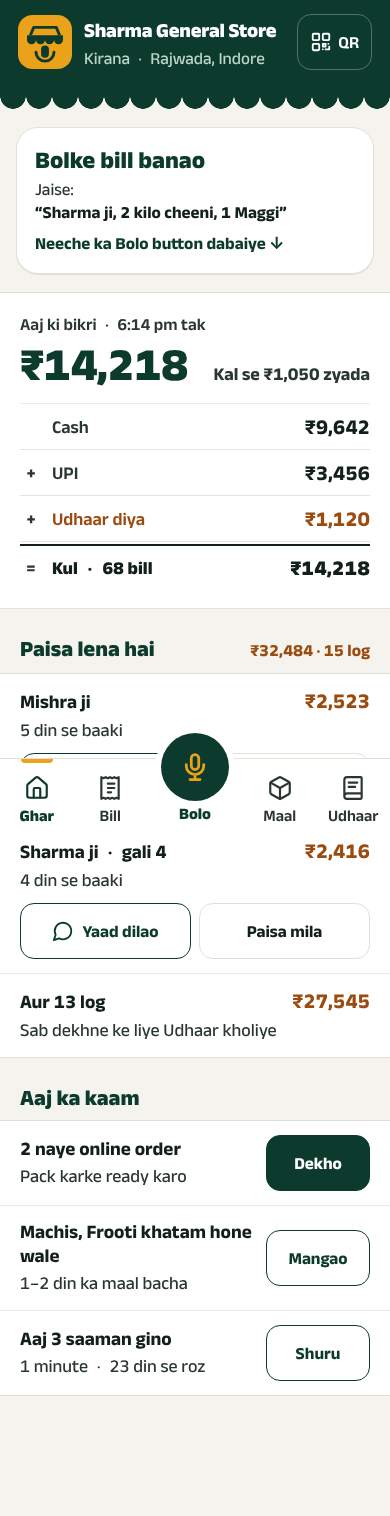 Sharma General Store
Kirana · Rajwada, Indore
QR
Bolke bill banao
Jaise:
“Sharma ji, 2 kilo cheeni, 1 Maggi”
Neeche ka Bolo button dabaiye ↓
Aaj ki bikri · 6:14 pm tak
₹14,218 Kal se ₹1,050 zyada
Cash ₹9,642
+ UPI ₹3,456
+ Udhaar diya ₹1,120
= Kul · 68 bill ₹14,218
Paisa lena hai ₹32,484 · 15 log
Mishra ji ₹2,523
5 din se baaki
Ghar Bill Bolo Maal Udhaar
Sharma ji · gali 4 ₹2,416
4 din se baaki
Yaad dilao Paisa mila
Aur 13 log ₹27,545
Sab dekhne ke liye Udhaar kholiye
Aaj ka kaam
2 naye online order
Pack karke ready karo
Dekho
Machis, Frooti khatam hone
wale
1–2 din ka maal bacha
Mangao
Aaj 3 saaman gino
1 minute · 23 din se roz
Shuru